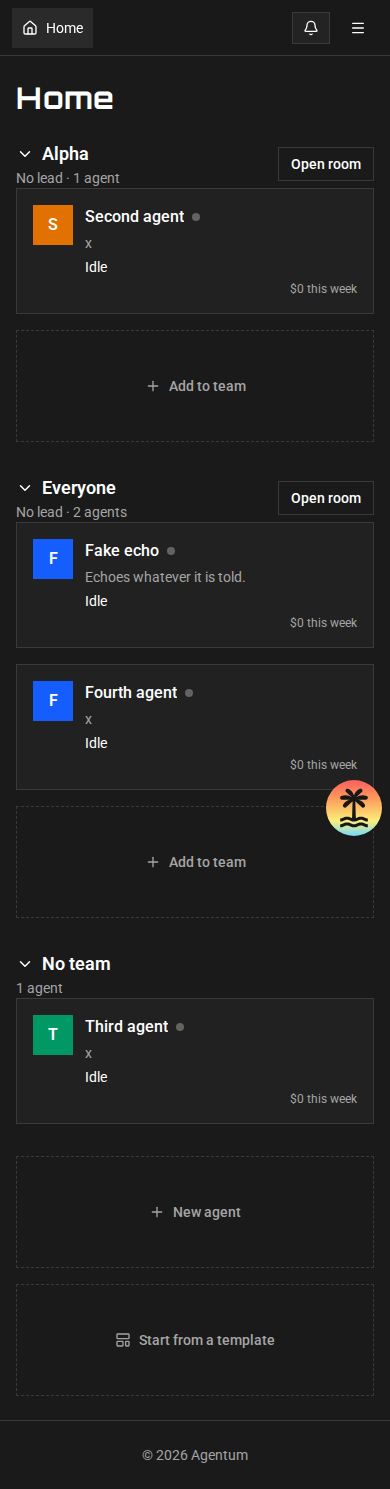 Home
Home
Alpha
No lead · 1 agent
Open room
S
Second agent
x
Idle
$0 this week
Add to team
Everyone
No lead · 2 agents
Open room
F
Fake echo
Echoes whatever it is told.
Idle
$0 this week
F
Fourth agent
x
Idle
$0 this week
Add to team
No team
1 agent
T
Third agent
x
Idle
$0 this week
New agent
Start from a template
© 2026 Agentum